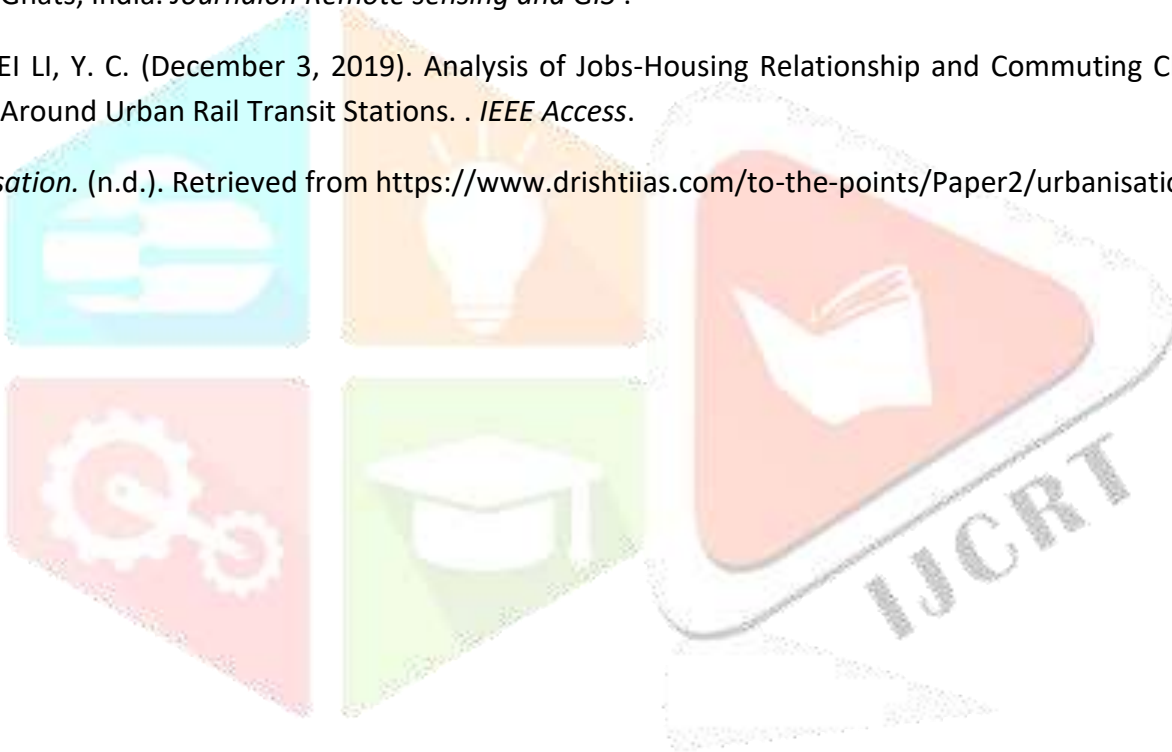 Ghats, India. Journalon Remote sensing and GIS .
EI LI, Y. C. (December 3, 2019). Analysis of Jobs-Housing Relationship and Commuting C
Around Urban Rail Transit Stations. . IEEE Access.
sation. (n.d.). Retrieved from https://www.drishtiias.com/to-the-points/Paper2/urbanisatio
IJCRT